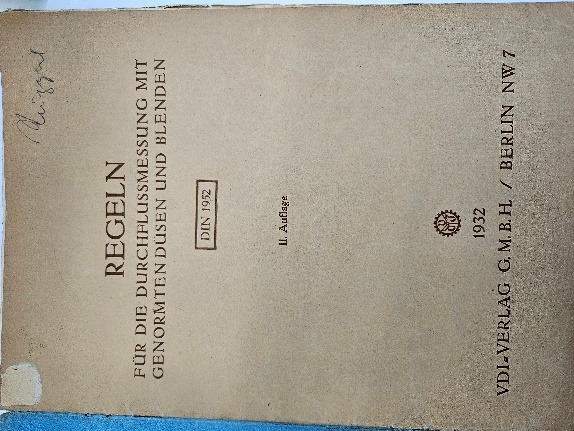 REGELN
FÜR DIE DURCHFLUSSMESSUNG MIT
GENORMTEN DÜSEN UND BLENDEN
DIN 1952
II. Auflage
1932
VDI-VERLAG G.M.B.H. / BERLIN NW 7